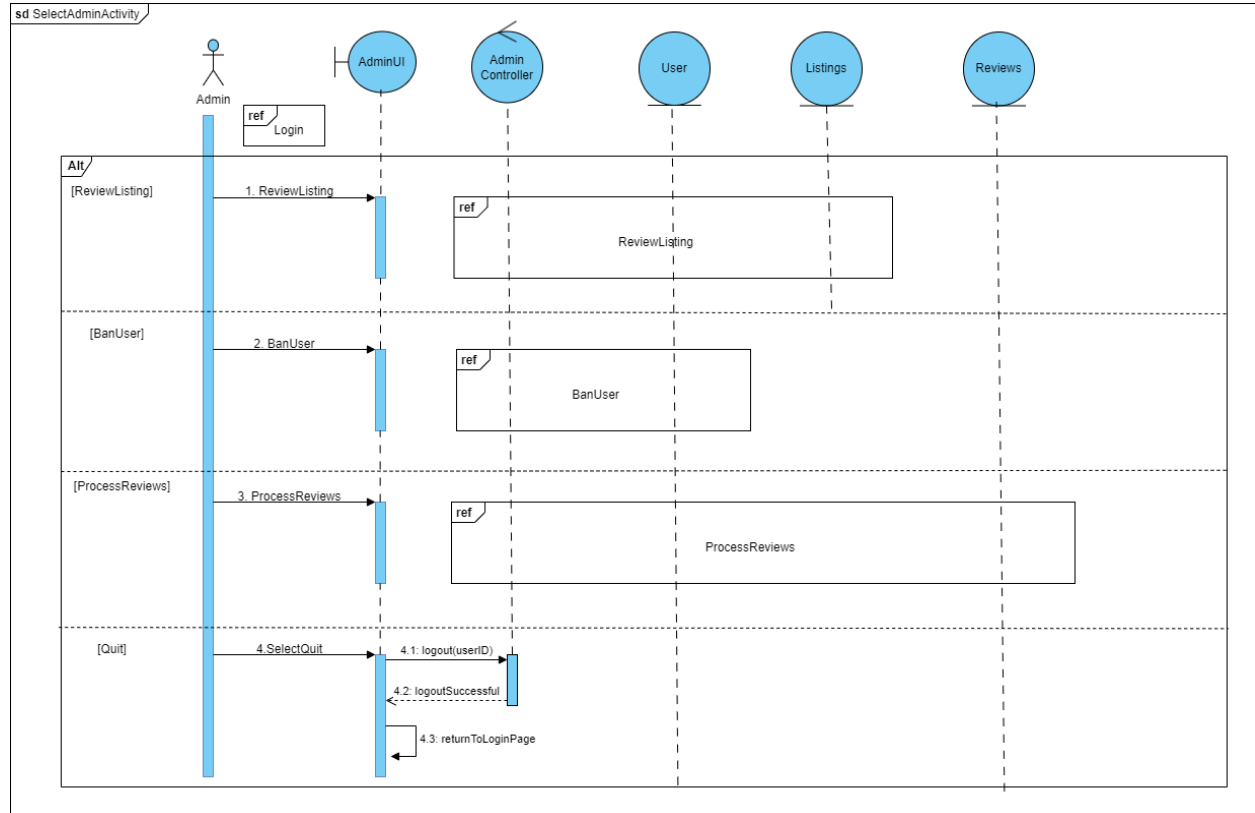 sd SelectAdminActivity
Admin
AdminUI
Admin
Controller
User
Listings
Reviews
ref
Login
Alt
[ReviewListing]
1. ReviewListing
ref
ReviewListing
[BanUser]
2. BanUser
ref
BanUser
[ProcessReviews]
3. ProcessReviews
ref
ProcessReviews
[Quit]
4.SelectQuit
4.1: logout(userID)
4.2: logoutSuccessful
4.3: returnToLoginPage